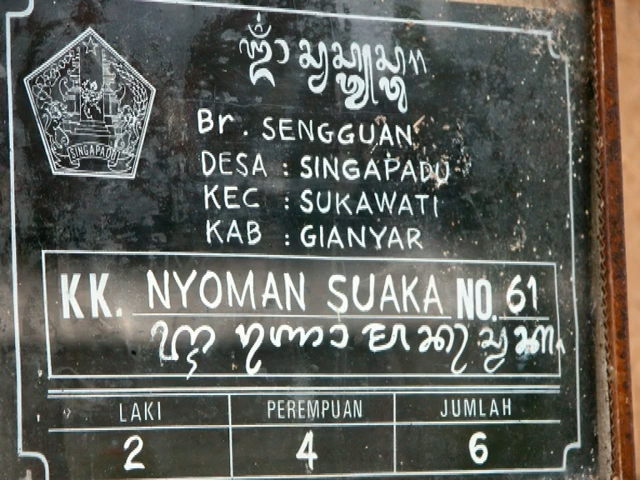 SINGAPADU
Br. SENGGUAN
DESA : SINGAPADU
KEC : SUKAWATI
KAB : GIANYAR
KK. NYOMAN SUAKA NO. 61
LAKI PEREMPUAN JUMLAH
2 4 6